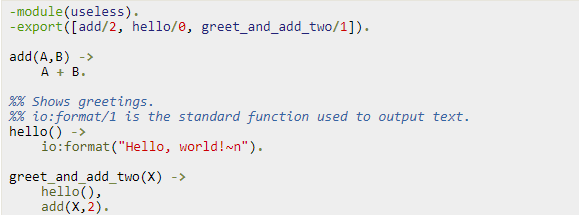 -module(useless).
-export([add/2, hello/0, greet_and_add_two/1]).
add(A,B) ->
A + B.
%% Shows greetings.
%% io:format/1 is the standard function used to output text.
hello() ->
io:format("Hello, world!~n").
greet_and_add_two(X) ->
hello(),
add(X,2).